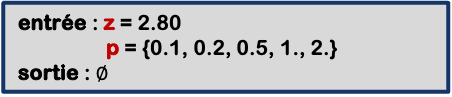 entrée : z = 2.80
p = {0.1, 0.2, 0.5, 1., 2.}
sortie : ∅